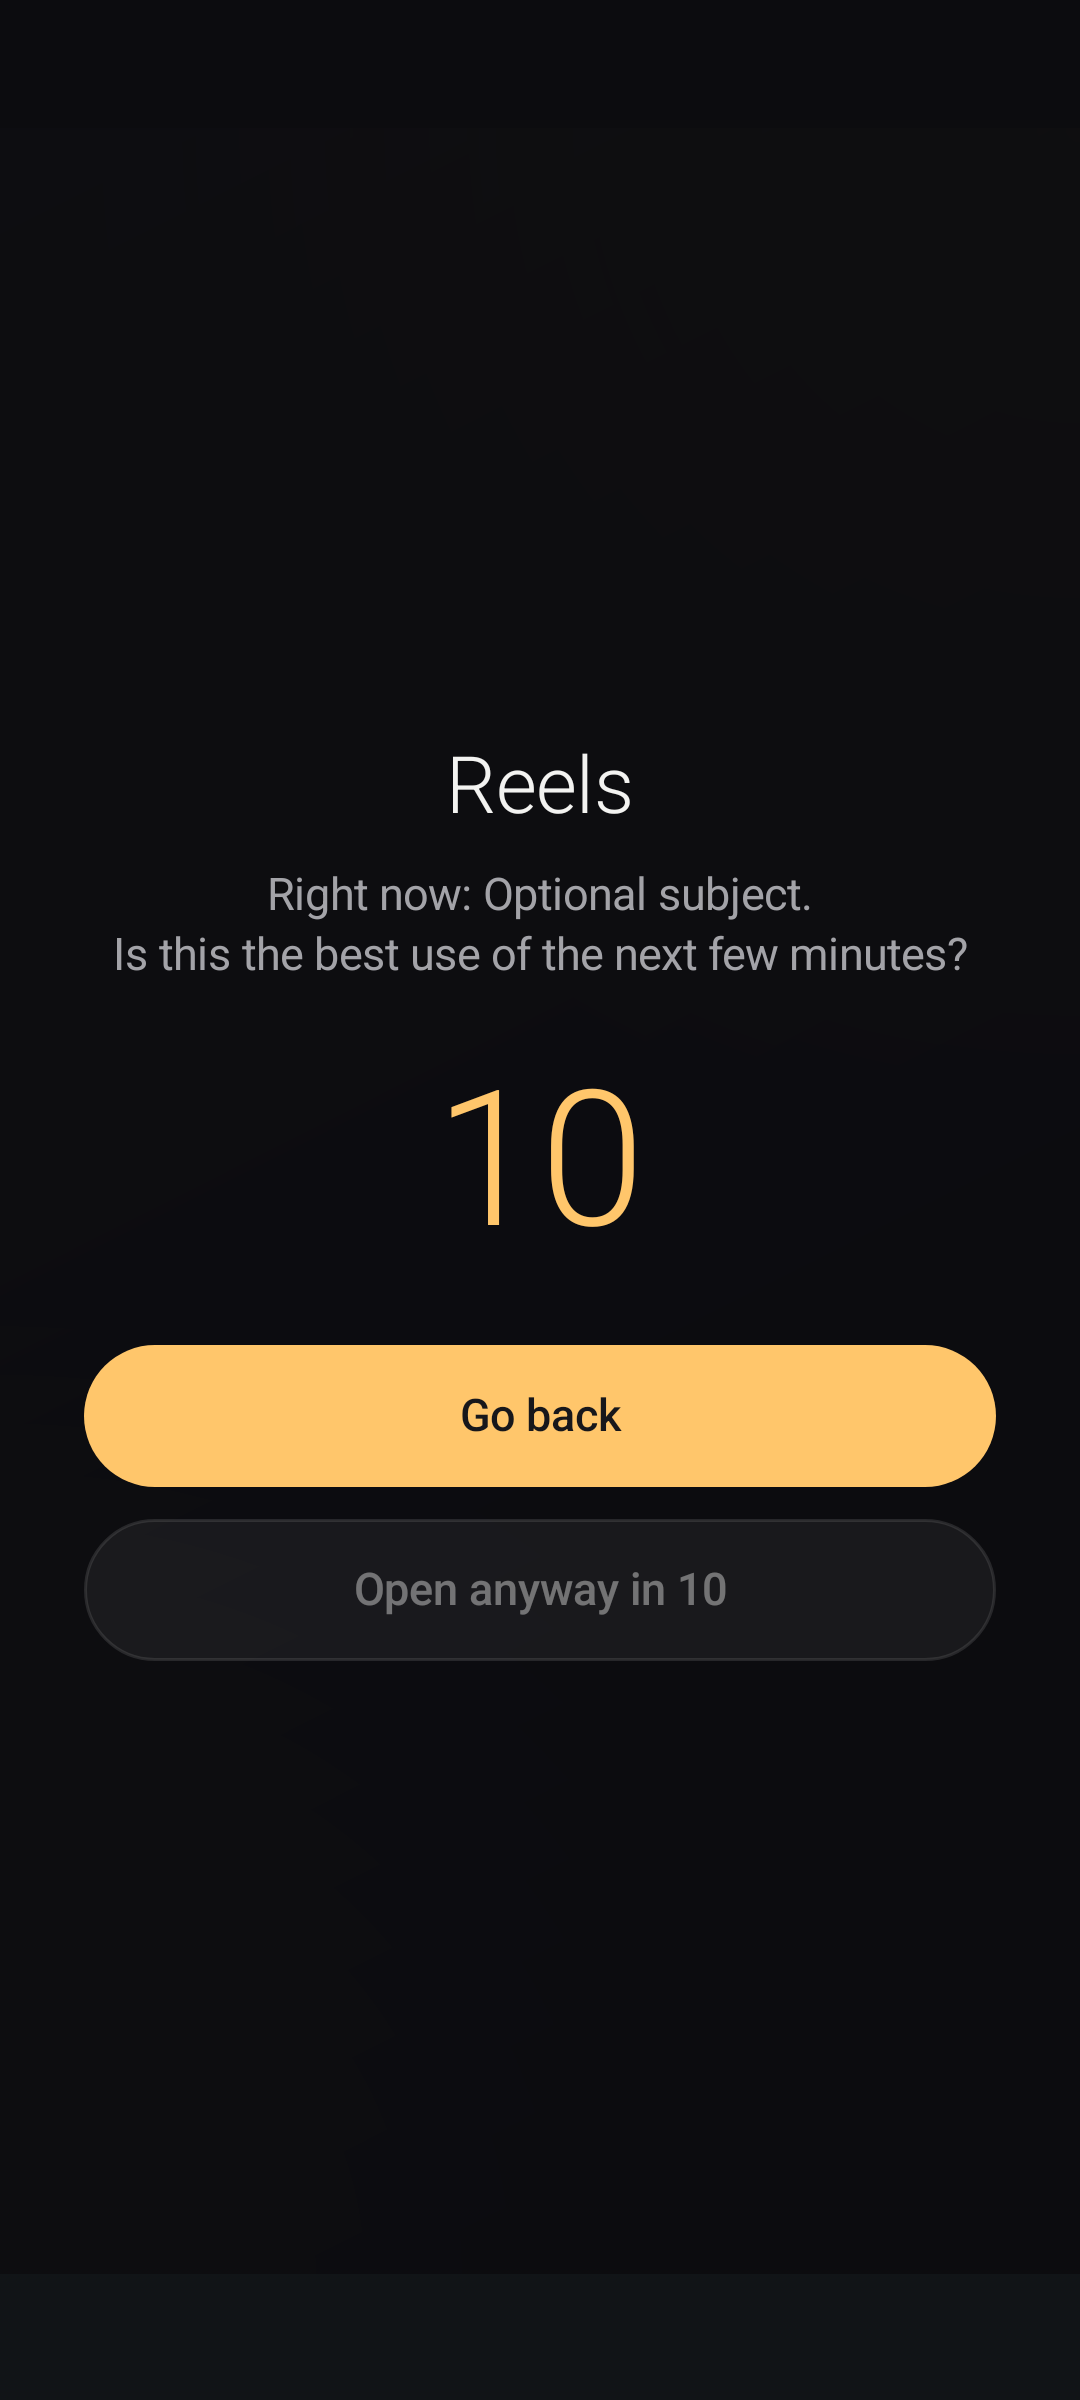 Reels
Right now: Optional subject.
Is this the best use of the next few minutes?
10
Go back
Open anyway in 10